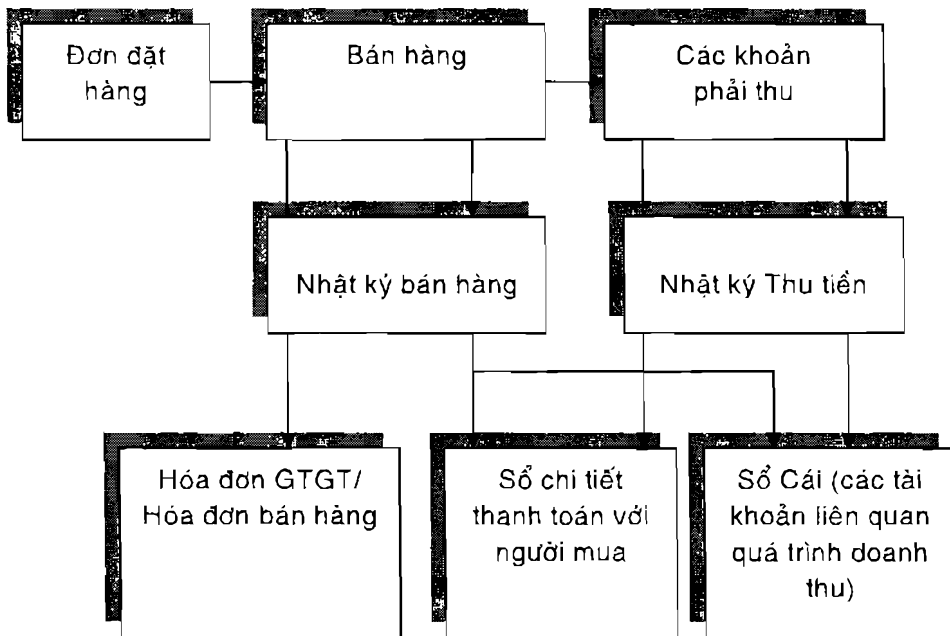 Đơn đặt
hàng
Bán hàng
Các khoản
phải thu
Nhật ký bán hàng
Nhật ký Thu tiền
Hóa đơn GTGT/
Hóa đơn bán hàng
Sổ chi tiết
thanh toán với
người mua
Sổ Cái (các tài
khoản liên quan
quá trình doanh
thu)